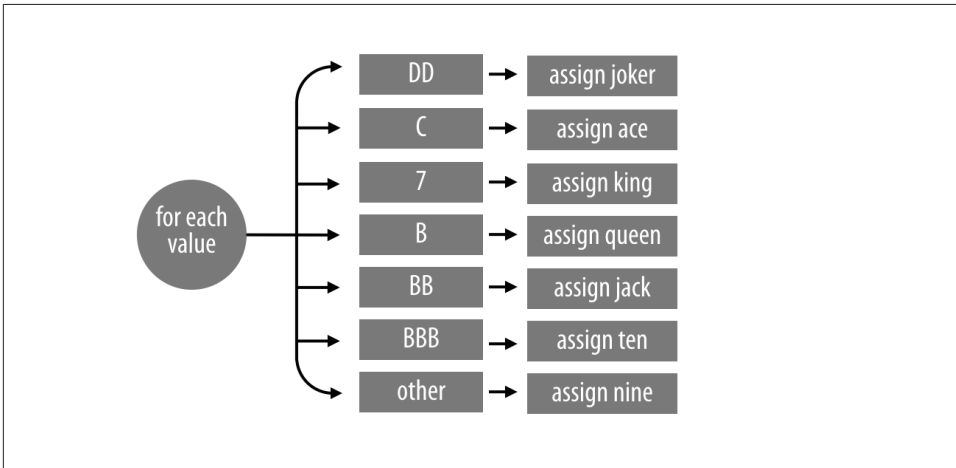 for each
value
DD
assign joker
C
assign ace
7
assign king
B
assign queen
BB
assign jack
BBB
assign ten
other
assign nine